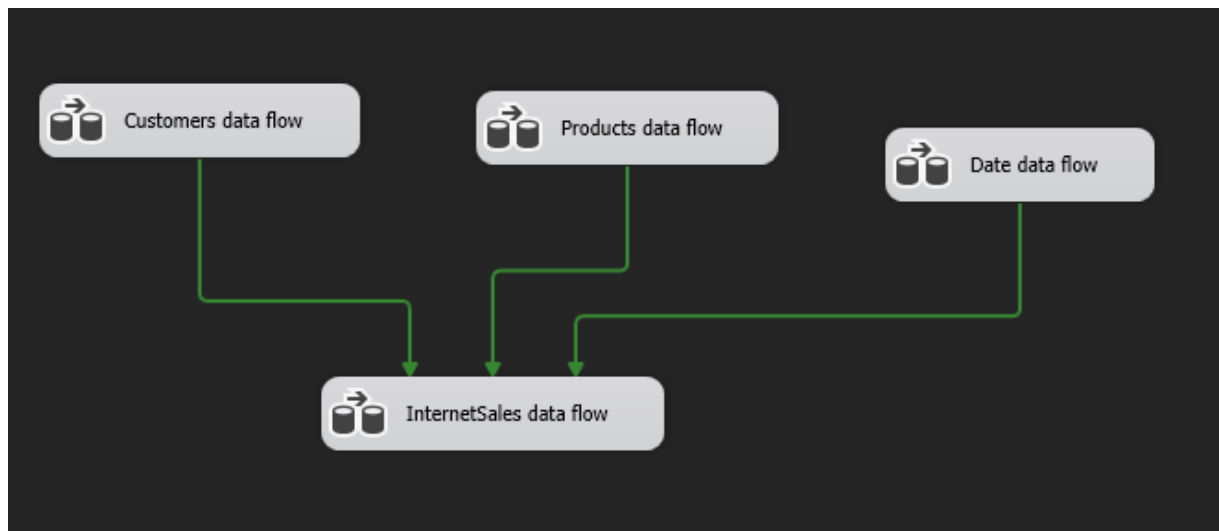 Customers data flow
Products data flow
Date data flow
InternetSales data flow